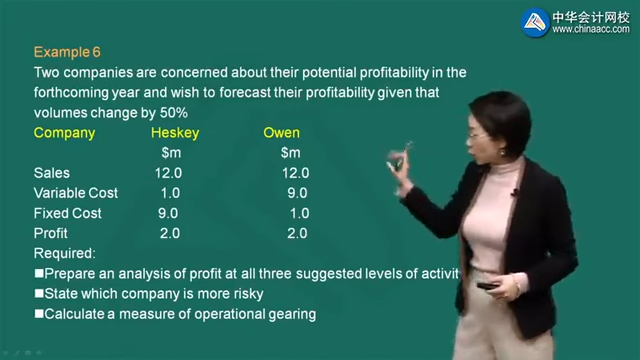 中华会计网校
www.chinaacc.com
Example 6
Two companies are concerned about their potential profitability in the
forthcoming year and wish to forecast their profitability given that
volumes change by 50%
Company Heskey Owen
$m $m
Sales 12.0 12.0
Variable Cost 1.0 9.0
Fixed Cost 9.0 1.0
Profit 2.0 2.0
Required:
■Prepare an analysis of profit at all three suggested levels of activit
■State which company is more risky
■Calculate a measure of operational gearing